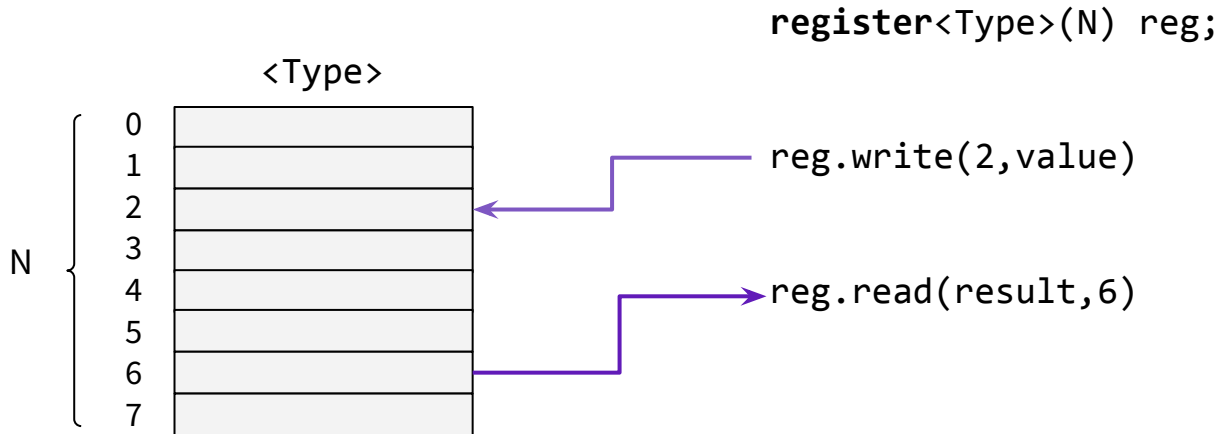 register<Type>(N) reg;
<Type>
0
1
reg.write(2,value)
2
3
N
4
reg.read(result,6)
5
6
7